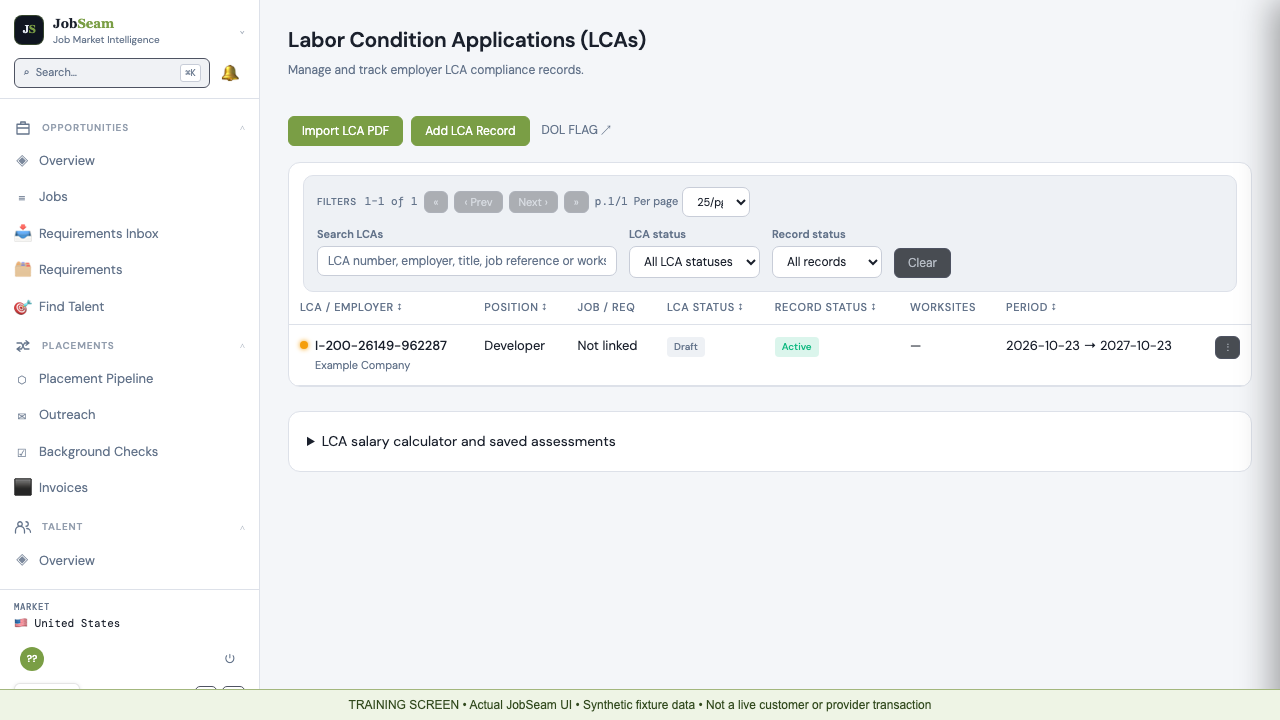 JS
JobSeam
Job Market Intelligence
Search...
⌘K
OPPORTUNITIES
Overview
Jobs
Requirements Inbox
Requirements
Find Talent
PLACEMENTS
Placement Pipeline
Outreach
Background Checks
Invoices
TALENT
Overview
MARKET
United States
??
Labor Condition Applications (LCAs)
Manage and track employer LCA compliance records.
Import LCA PDF
Add LCA Record
DOL FLAG ↗
FILTERS 1–1 of 1 « ‹ Prev Next › » p.1/1 Per page 25/pg
Search LCAs LCA status Record status
LCA number, employer, title, job reference or works All LCA statuses All records Clear
LCA / EMPLOYER ↕ POSITION ↕ JOB / REQ LCA STATUS ↕ RECORD STATUS ↕ WORKSITES PERIOD ↕
I-200-26149-962287 Developer Not linked Draft Active — 2026-10-23 → 2027-10-23 ⋮
Example Company
▶ LCA salary calculator and saved assessments
TRAINING SCREEN • Actual JobSeam UI • Synthetic fixture data • Not a live customer or provider transaction